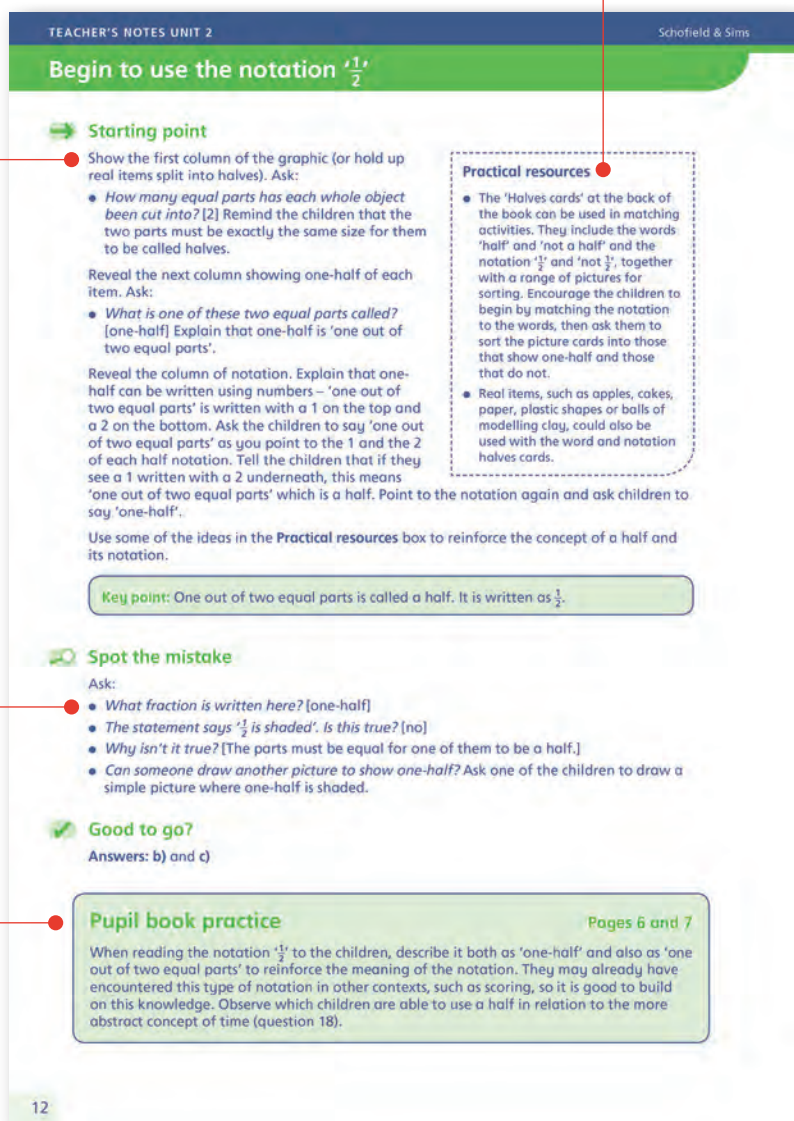 TEACHER'S NOTES UNIT 2
Schofield & Sims
Begin to use the notation '½'
Starting point
Show the first column of the graphic (or hold up
real items split into halves). Ask:
• How many equal parts has each whole object
been cut into? [2] Remind the children that the
two parts must be exactly the same size for them
to be called halves.
Reveal the next column showing one-half of each
item. Ask:
• What is one of these two equal parts called?
[one-half] Explain that one-half is 'one out of
two equal parts'.
Reveal the column of notation. Explain that one-
half can be written using numbers – 'one out of
two equal parts' is written with a 1 on the top and
a 2 on the bottom. Ask the children to say 'one out
of two equal parts' as you point to the 1 and the 2
of each half notation. Tell the children that if they
see a 1 written with a 2 underneath, this means
'one out of two equal parts' which is a half. Point to the notation again and ask children to
say 'one-half'.
Practical resources
• The 'Halves cards' at the back of
the book can be used in matching
activities. They include the words
'half' and 'not a half' and the
notation '½' and 'not ½', together
with a range of pictures for
sorting. Encourage the children to
begin by matching the notation
to the words, then ask them to
sort the picture cards into those
that show one-half and those
that do not.
• Real items, such as apples, cakes,
paper, plastic shapes or balls of
modelling clay, could also be
used with the word and notation
halves cards.
Use some of the ideas in the Practical resources box to reinforce the concept of a half and
its notation.
Key point: One out of two equal parts is called a half. It is written as ½.
Spot the mistake
Ask:
• What fraction is written here? [one-half]
• The statement says '½ is shaded'. Is this true? [no]
• Why isn't it true? [The parts must be equal for one of them to be a half.]
• Can someone draw another picture to show one-half? Ask one of the children to draw a
simple picture where one-half is shaded.
Good to go?
Answers: b) and c)
Pupil book practice
Pages 6 and 7
When reading the notation '½' to the children, describe it both as 'one-half' and also as 'one
out of two equal parts' to reinforce the meaning of the notation. They may already have
encountered this type of notation in other contexts, such as scoring, so it is good to build
on this knowledge. Observe which children are able to use a half in relation to the more
abstract concept of time (question 18).
12